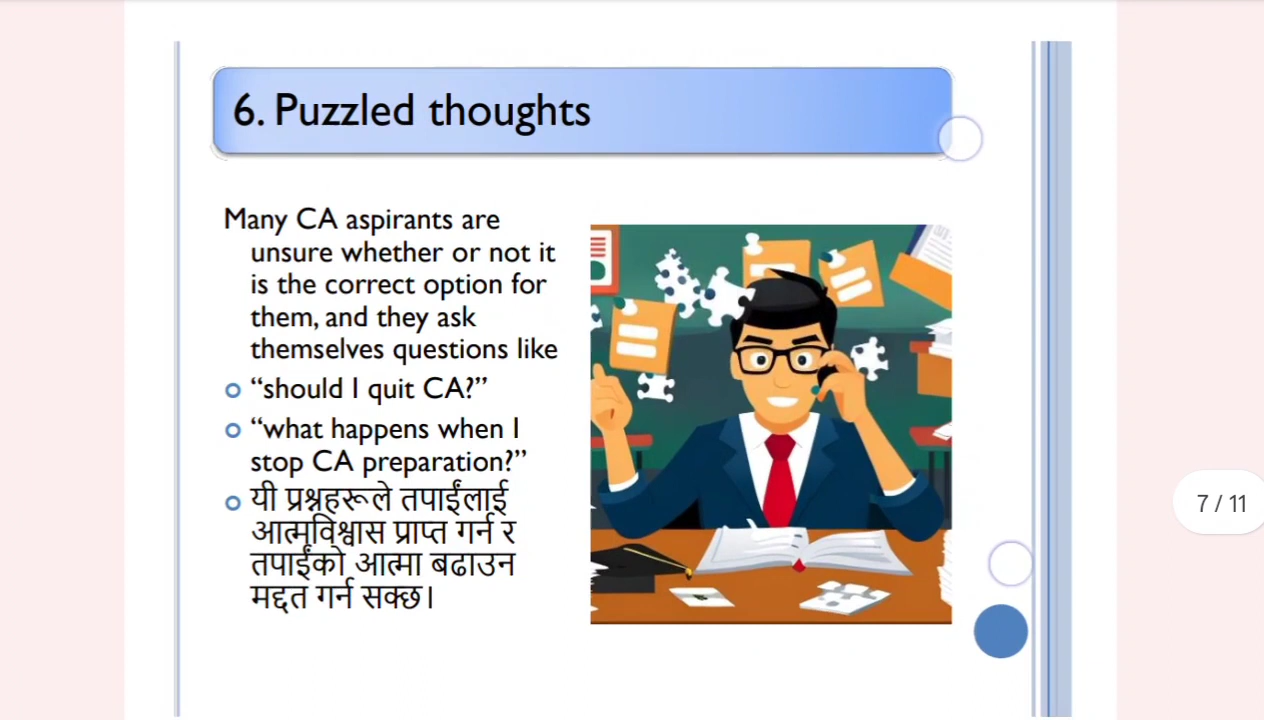 6. Puzzled thoughts
Many CA aspirants are
unsure whether or not it
is the correct option for
them, and they ask
themselves questions like
“should I quit CA?”
“what happens when I
stop CA preparation?”
यी प्रश्नहरूले तपाईंलाई
आत्मविश्वास प्राप्त गर्न र
तपाईंको आत्मा बढाउन
मद्दत गर्न सक्छ।
7 / 11